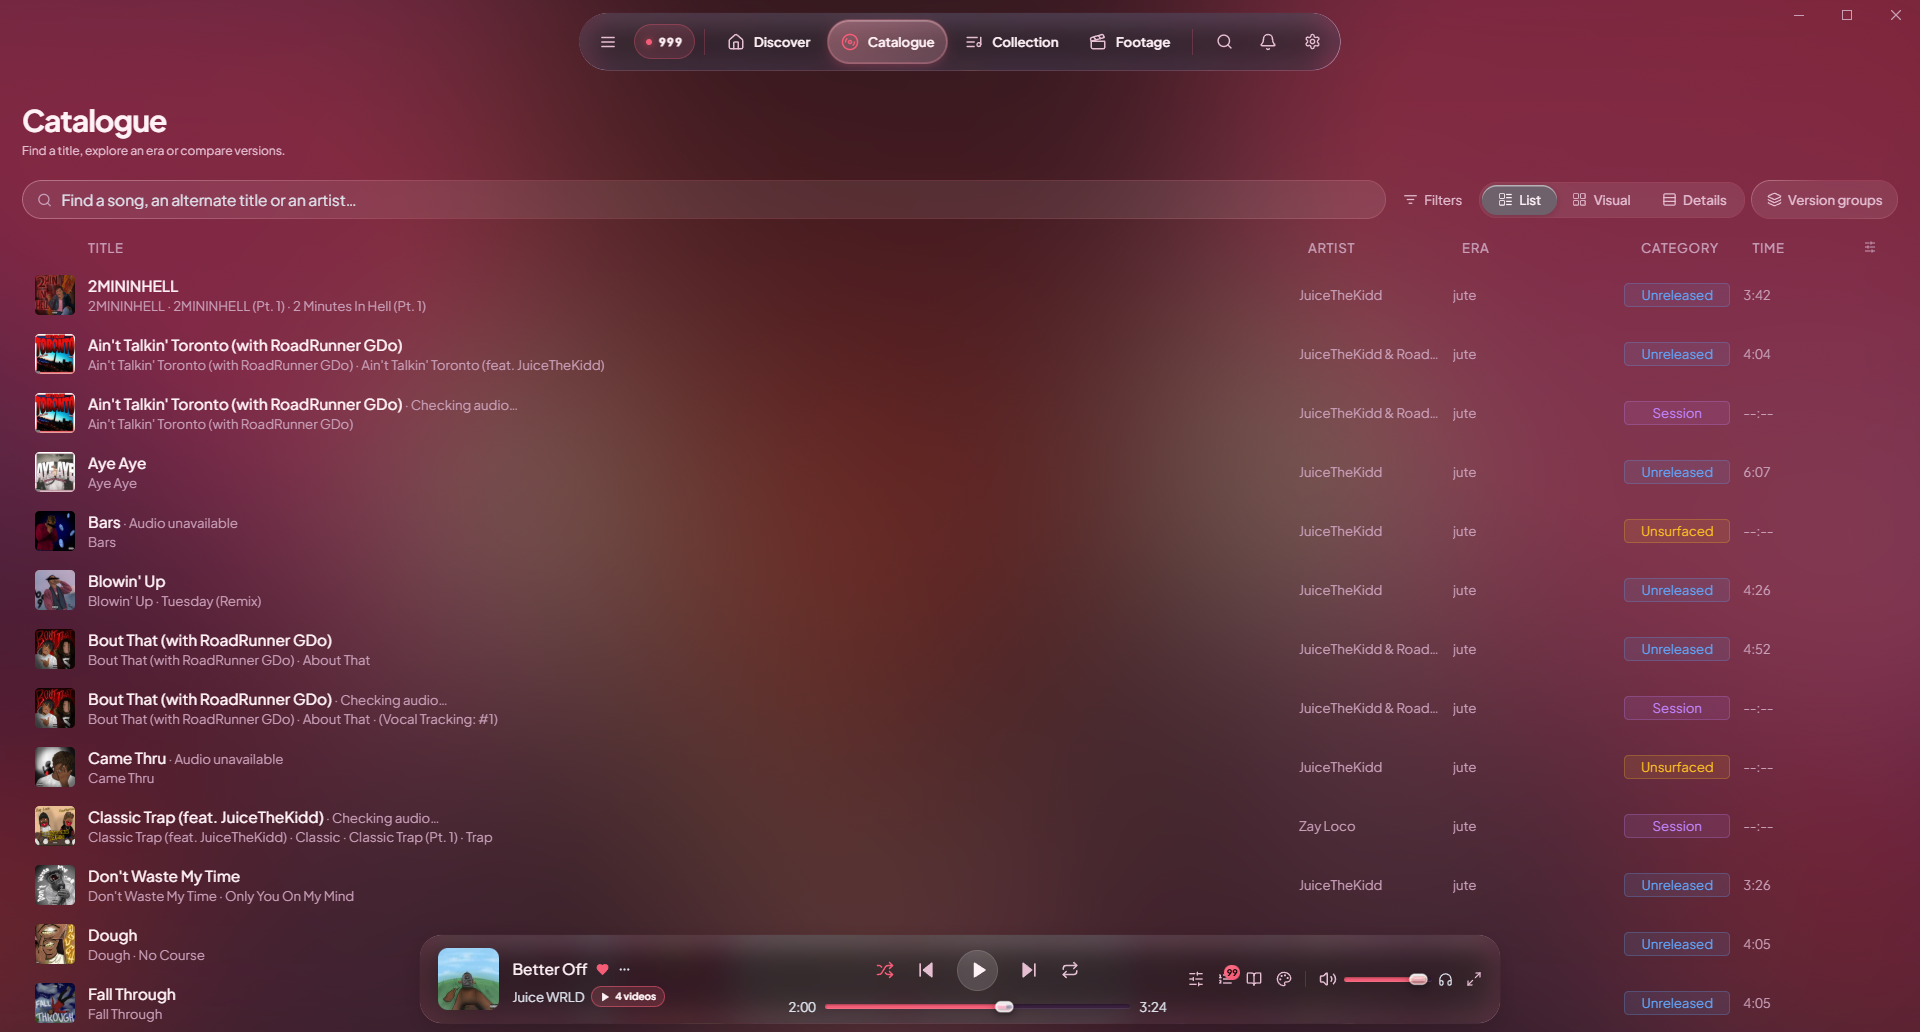 999
Discover
Catalogue
Collection
Footage
Catalogue
Find a title, explore an era or compare versions.
Find a song, an alternate title or an artist...
Filters
List
Visual
Details
Version groups
TITLE ARTIST ERA CATEGORY TIME
2MININHELL
2MININHELL · 2MININHELL (Pt. 1) · 2 Minutes In Hell (Pt. 1)
JuiceTheKidd jute Unreleased 3:42
Ain't Talkin' Toronto (with RoadRunner GDo)
Ain't Talkin' Toronto (with RoadRunner GDo) · Ain't Talkin' Toronto (feat. JuiceTheKidd)
JuiceTheKidd & Road... jute Unreleased 4:04
Ain't Talkin' Toronto (with RoadRunner GDo) · Checking audio...
Ain't Talkin' Toronto (with RoadRunner GDo)
JuiceTheKidd & Road... jute Session --:--
Aye Aye
Aye Aye
JuiceTheKidd jute Unreleased 6:07
Bars · Audio unavailable
Bars
JuiceTheKidd jute Unsurfaced --:--
Blowin' Up
Blowin' Up · Tuesday (Remix)
JuiceTheKidd jute Unreleased 4:26
Bout That (with RoadRunner GDo)
Bout That (with RoadRunner GDo) · About That
JuiceTheKidd & Road... jute Unreleased 4:52
Bout That (with RoadRunner GDo) · Checking audio...
Bout That (with RoadRunner GDo) · About That · (Vocal Tracking: #1)
JuiceTheKidd & Road... jute Session --:--
Came Thru · Audio unavailable
Came Thru
JuiceTheKidd jute Unsurfaced --:--
Classic Trap (feat. JuiceTheKidd) · Checking audio...
Classic Trap (feat. JuiceTheKidd) · Classic · Classic Trap (Pt. 1) · Trap
Zay Loco jute Session --:--
Don't Waste My Time
Don't Waste My Time · Only You On My Mind
JuiceTheKidd jute Unreleased 3:26
Dough
Dough · No Course
Unreleased 4:05
Fall Through
Fall Through
Unreleased 4:05
Better Off
Juice WRLD
4 videos
2:00
3:24
99